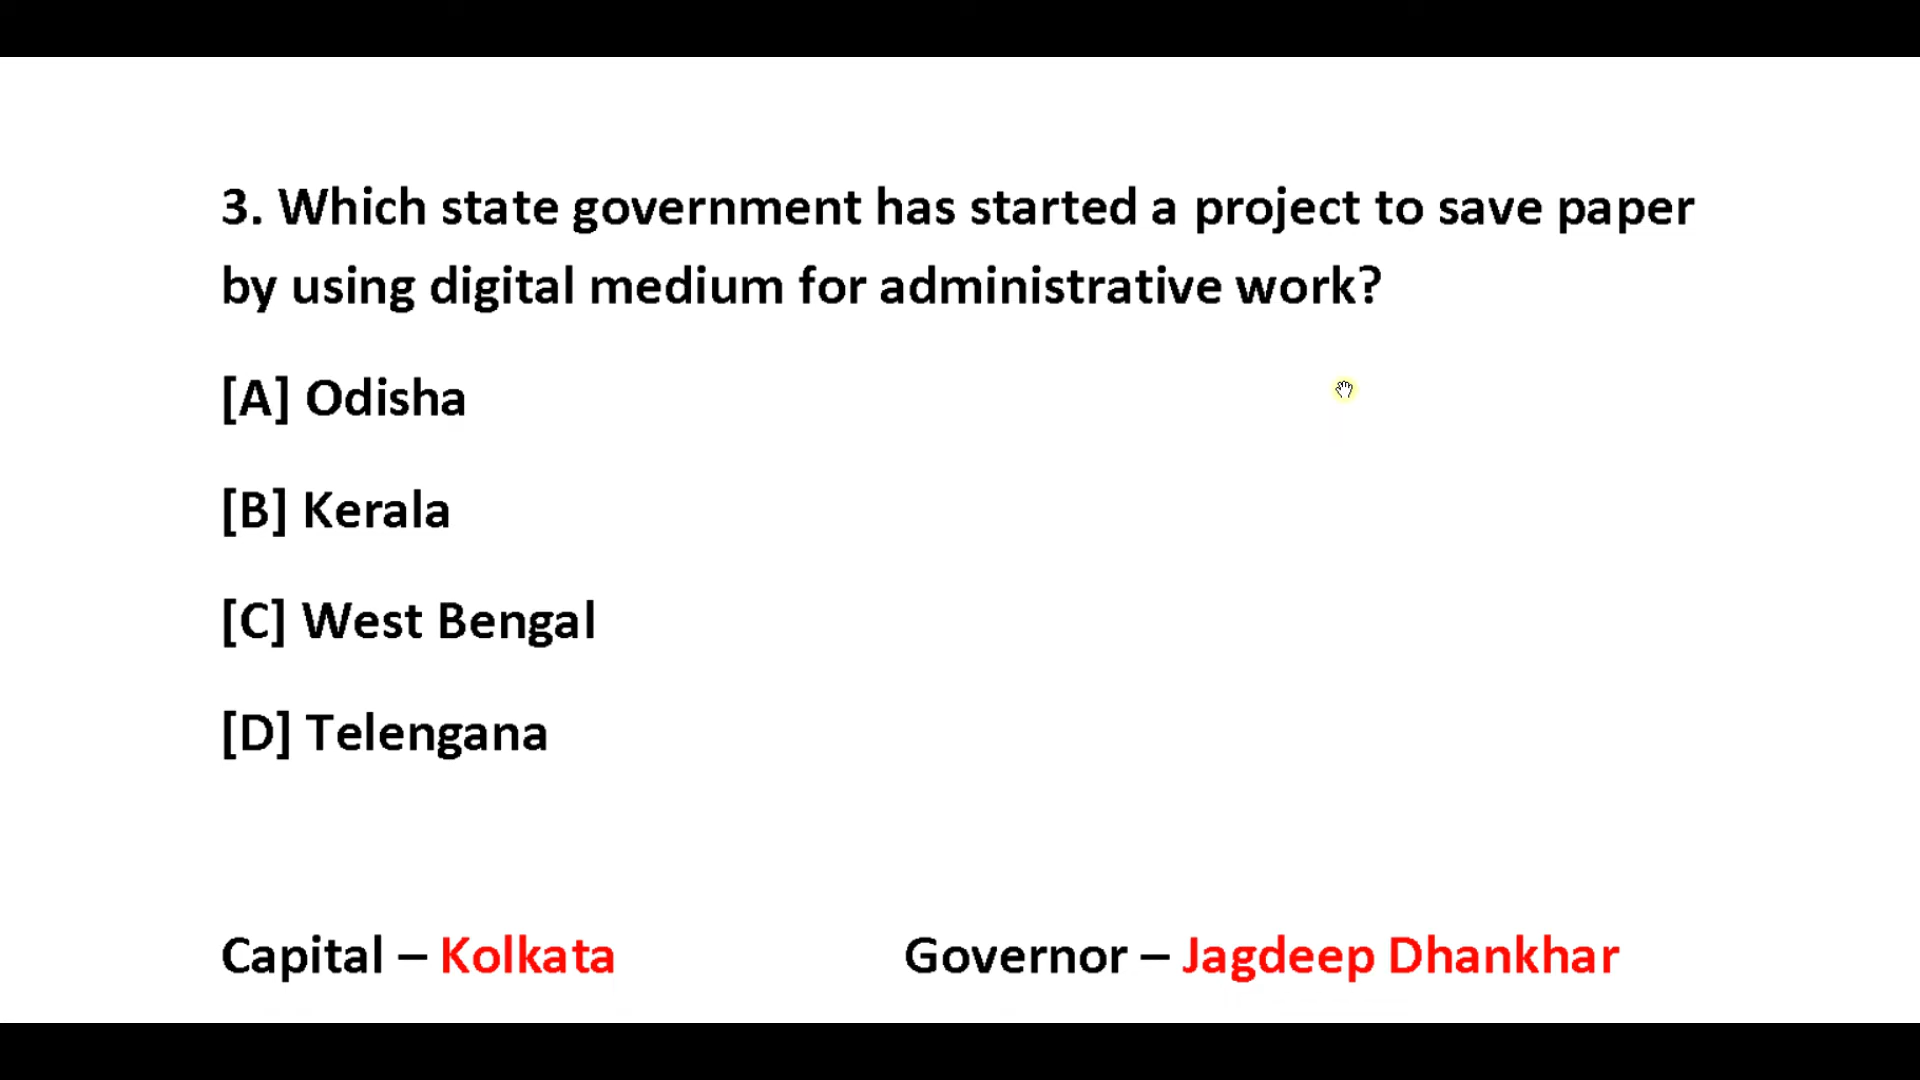 3. Which state government has started a project to save paper
by using digital medium for administrative work?
[A] Odisha
[B] Kerala
[C] West Bengal
[D] Telengana
Capital – Kolkata Governor – Jagdeep Dhankhar